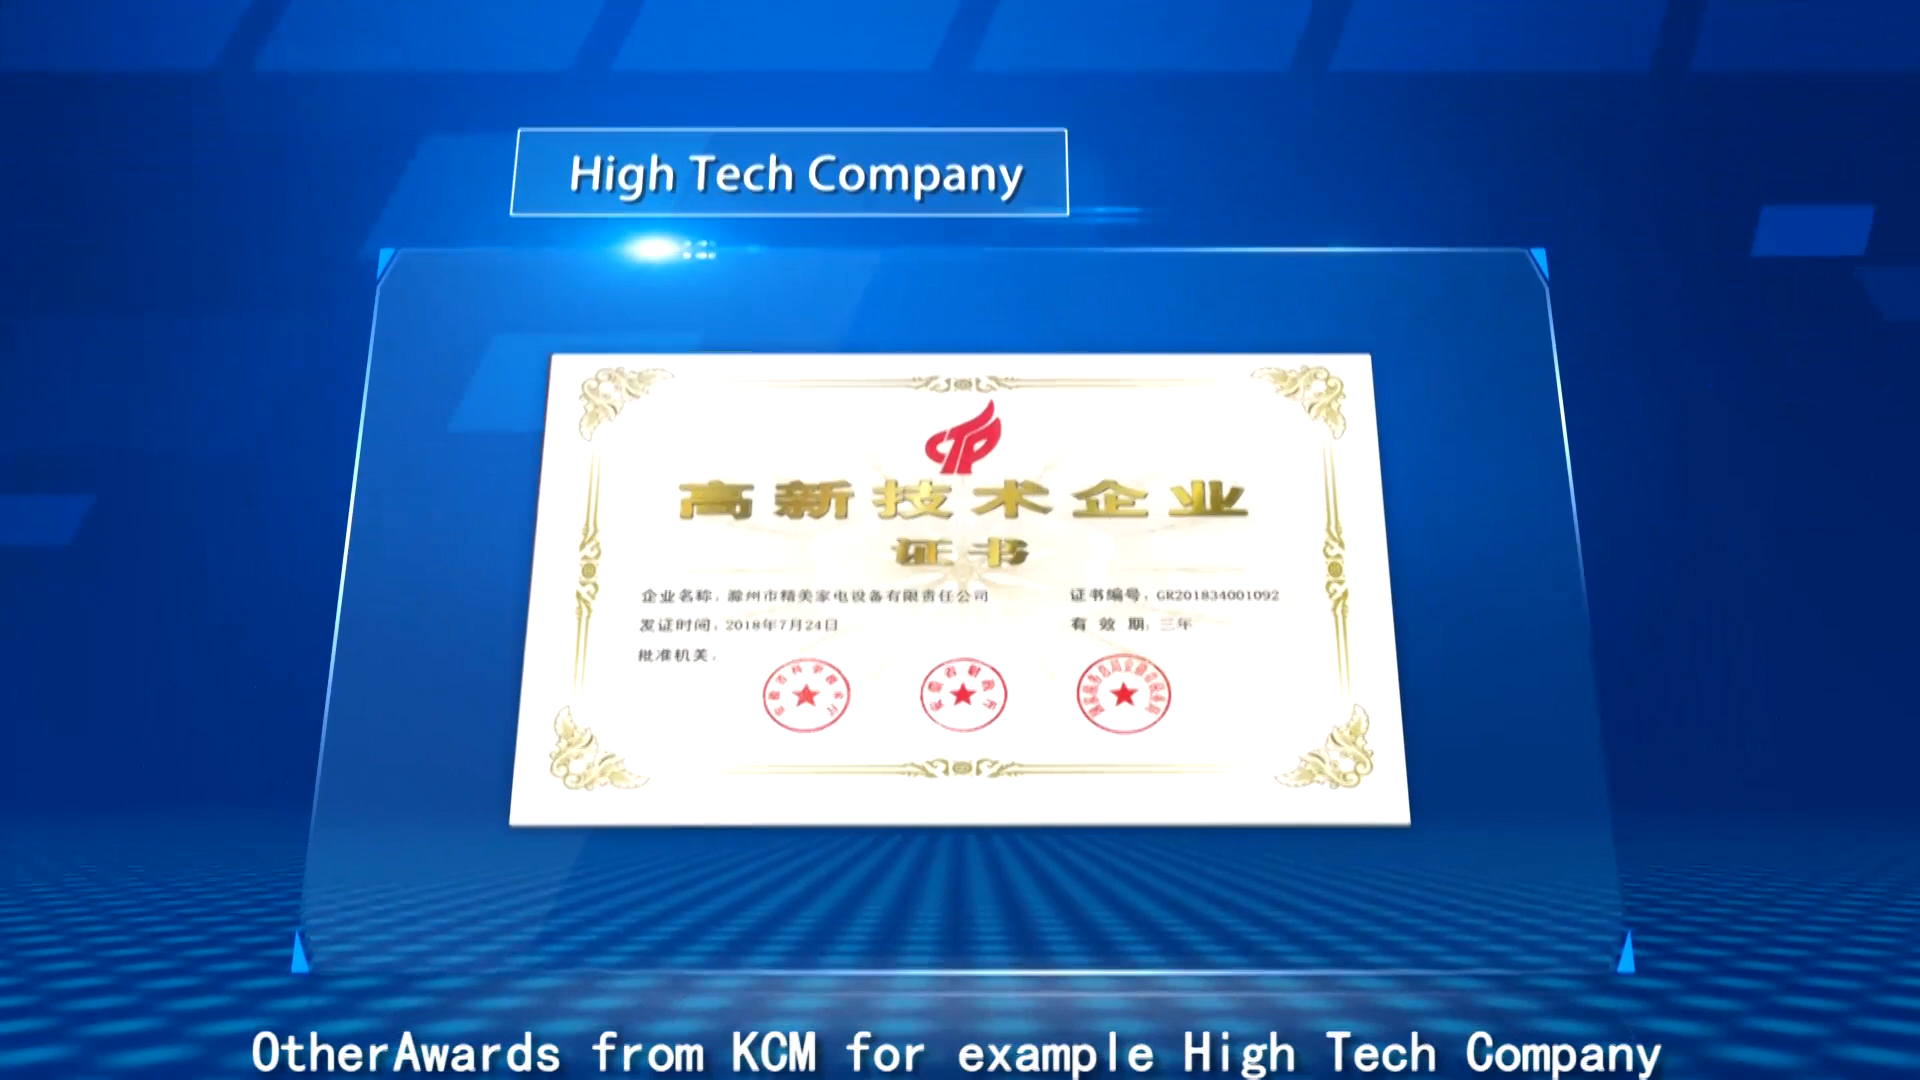 High Tech Company
高新技术企业
证书
企业名称：滁州市精美家电设备有限责任公司
证书编号：GR201834001092
发证时间：2018年7月24日
有 效 期：三年
批准机关：
OtherAwards from KCM for example High Tech Company